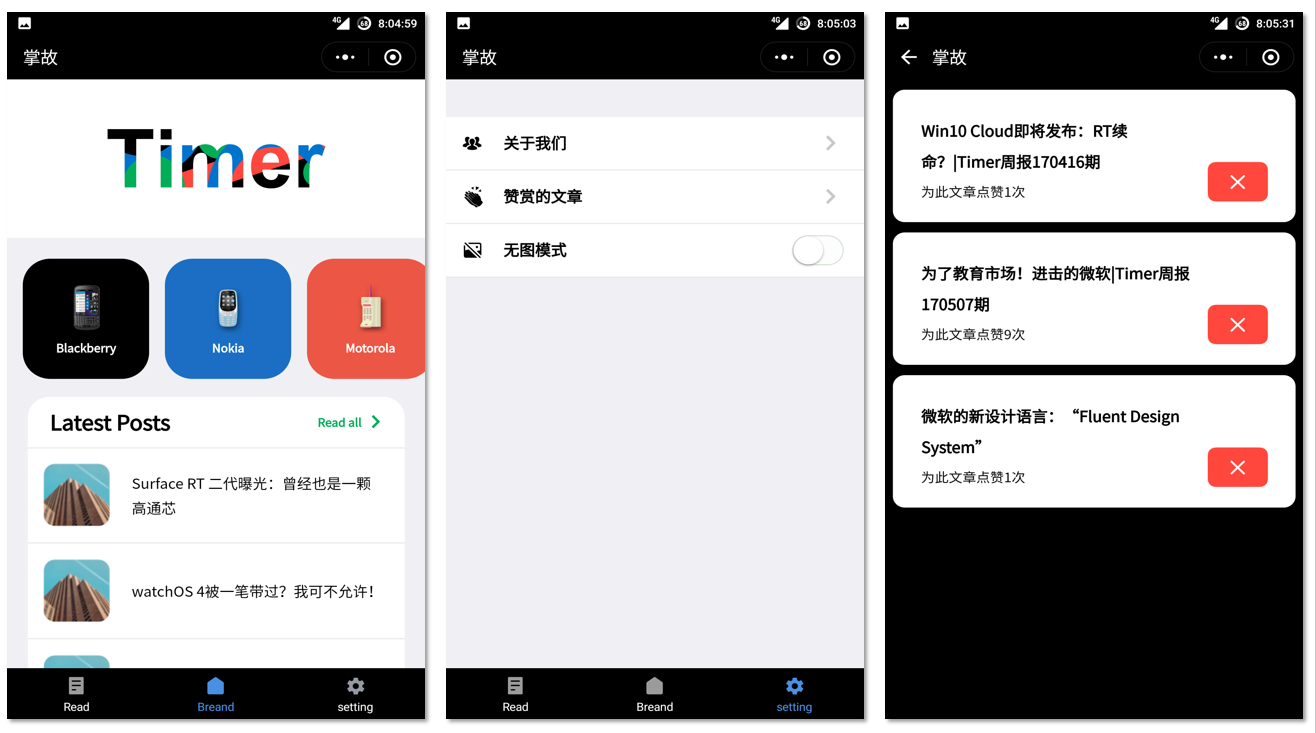 4G 68 8:04:59
掌故
Timer
Blackberry
Nokia
Motorola
Latest Posts
Read all
Surface RT 二代曝光：曾经也是一颗
高通芯
watchOS 4被一笔带过？我可不允许！
Read
Breand
setting
4G 68 8:05:03
掌故
关于我们
赞赏的文章
无图模式
Read
Breand
setting
4G 68 8:05:31
掌故
Win10 Cloud即将发布：RT续
命？|Timer周报170416期
为此文章点赞1次
为了教育市场！进击的微软|Timer周报
170507期
为此文章点赞9次
微软的新设计语言：“Fluent Design
System”
为此文章点赞1次